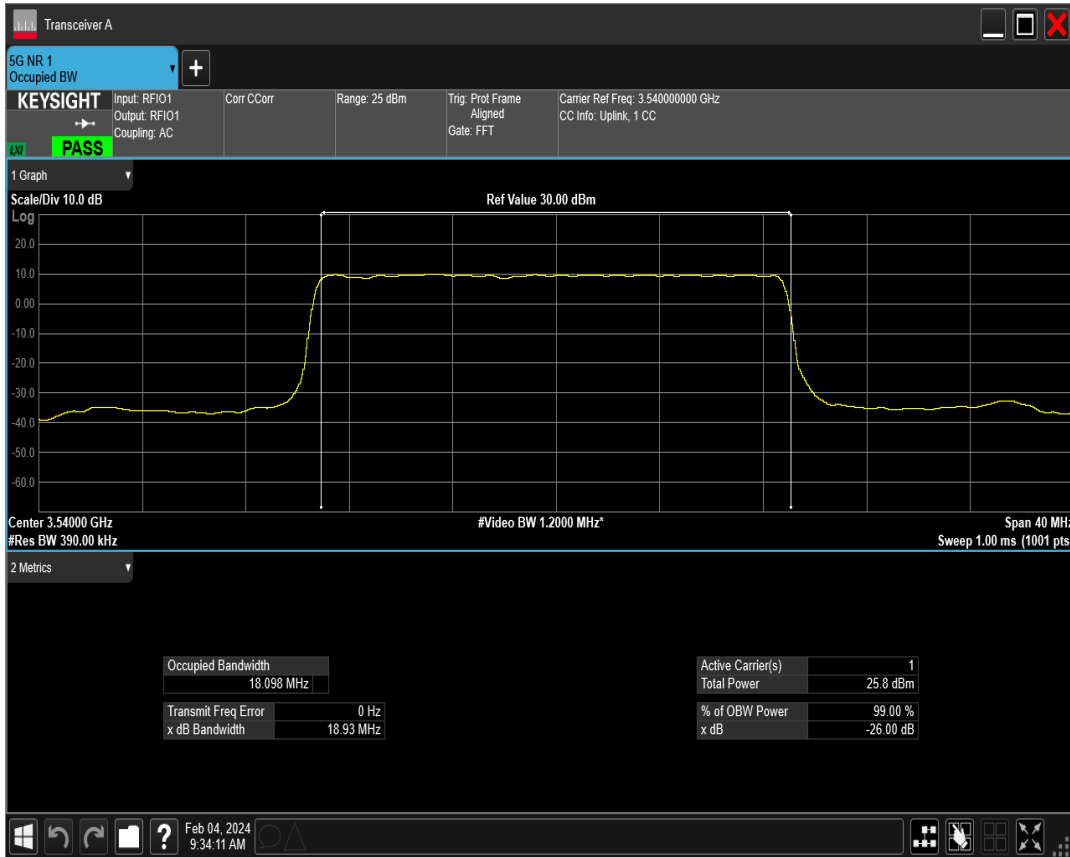 Transceiver A
5G NR 1
Occupied BW
KEYSIGHT
LXI
PASS
Input: RFIO1
Output: RFIO1
Coupling: AC
Corr CCorr
Range: 25 dBm
Trig: Prot Frame
Aligned
Gate: FFT
Carrier Ref Freq: 3.540000000 GHz
CC Info: Uplink, 1 CC
1 Graph
Scale/Div 10.0 dB
Ref Value 30.00 dBm
Log
20.0
10.0
0.00
-10.0
-20.0
-30.0
-40.0
-50.0
-60.0
Center 3.54000 GHz
#Video BW 1.2000 MHz*
Span 40 MHz
#Res BW 390.00 kHz
Sweep 1.00 ms (1001 pts
2 Metrics
Occupied Bandwidth
18.098 MHz
Transmit Freq Error 0 Hz
x dB Bandwidth 18.93 MHz
Active Carrier(s) 1
Total Power 25.8 dBm
% of OBW Power 99.00 %
x dB -26.00 dB
?
Feb 04, 2024
9:34:11 AM